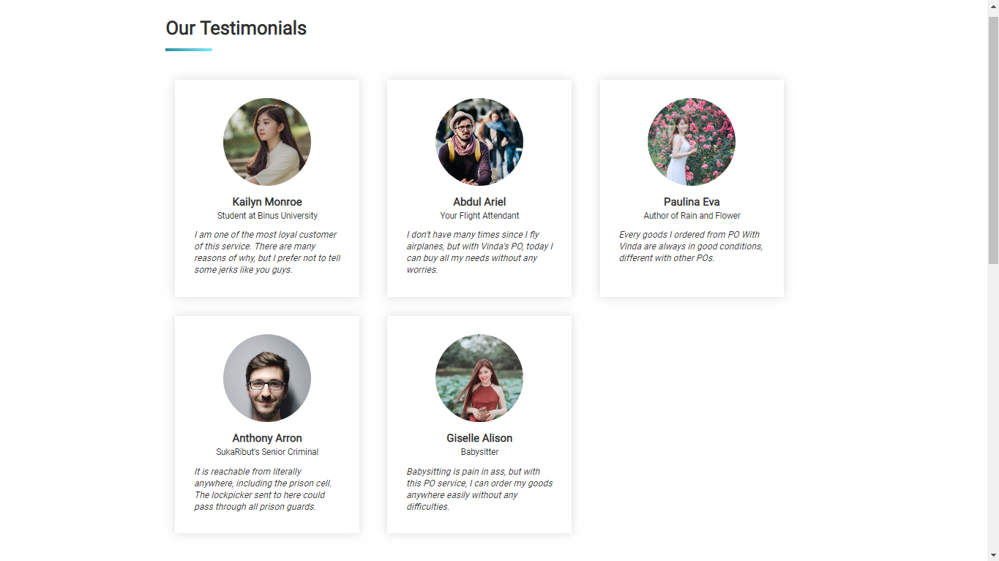 Our Testimonials
Kailyn Monroe
Student at Binus University
I am one of the most loyal customer
of this service. There are many
reasons of why, but I prefer not to tell
some jerks like you guys.
Abdul Ariel
Your Flight Attendant
I don't have many times since I fly
airplanes, but with Vinda's PO, today I
can buy all my needs without any
worries.
Paulina Eva
Author of Rain and Flower
Every goods I ordered from PO With
Vinda are always in good conditions,
different with other POs.
Anthony Arron
SukaRibut's Senior Criminal
It is reachable from literally
anywhere, including the prison cell.
The lockpicker sent to here could
pass through all prison guards.
Giselle Alison
Babysitter
Babysitting is pain in ass, but with
this PO service, I can order my goods
anywhere easily without any
difficulties.